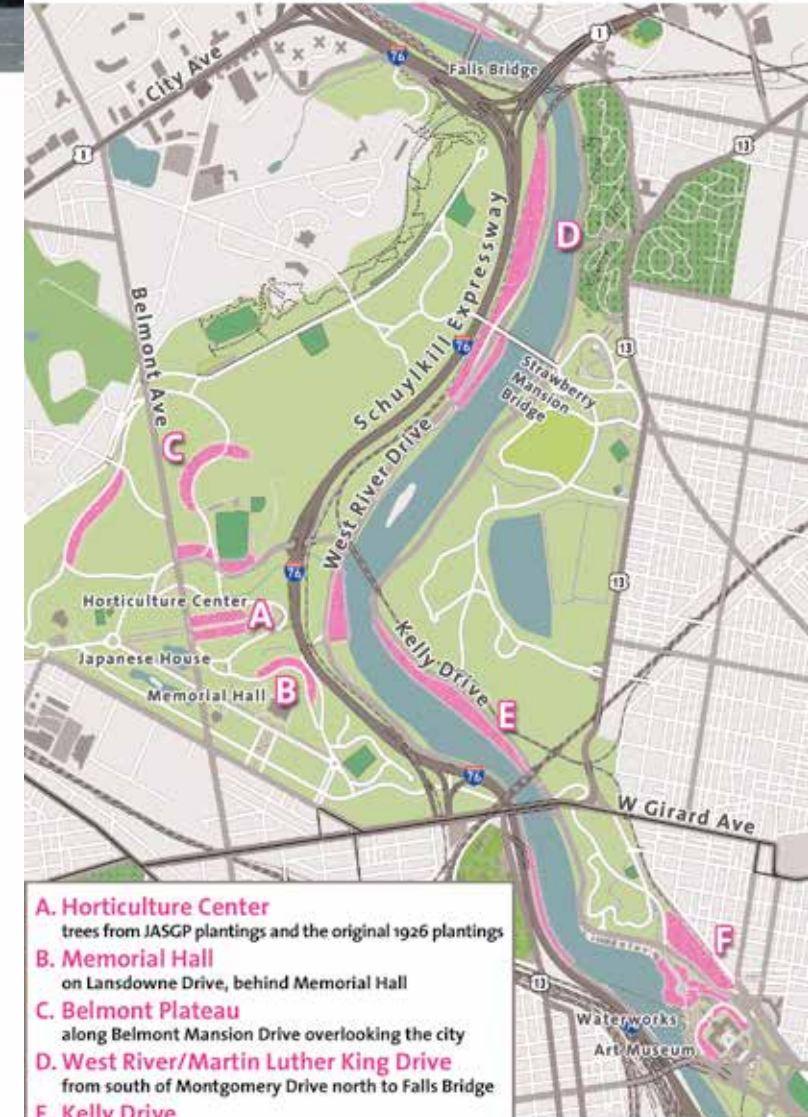 City Ave
76
Falls Bridge
1
1
13
D
Schuylkill Expressway
Belmont Ave
13
76
Strawberry
Mansion
Bridge
C
West River Drive
76
13
Horticulture Center
A
Japanese House
Kelly Drive
Memorial Hall
B
E
76
W Girard Ave
F
13
Waterworks
Art Museum
A. Horticulture Center
trees from JASGP plantings and the original 1926 plantings
B. Memorial Hall
on Lansdowne Drive, behind Memorial Hall
C. Belmont Plateau
along Belmont Mansion Drive overlooking the city
D. West River/Martin Luther King Drive
from south of Montgomery Drive north to Falls Bridge
E. Kelly Drive